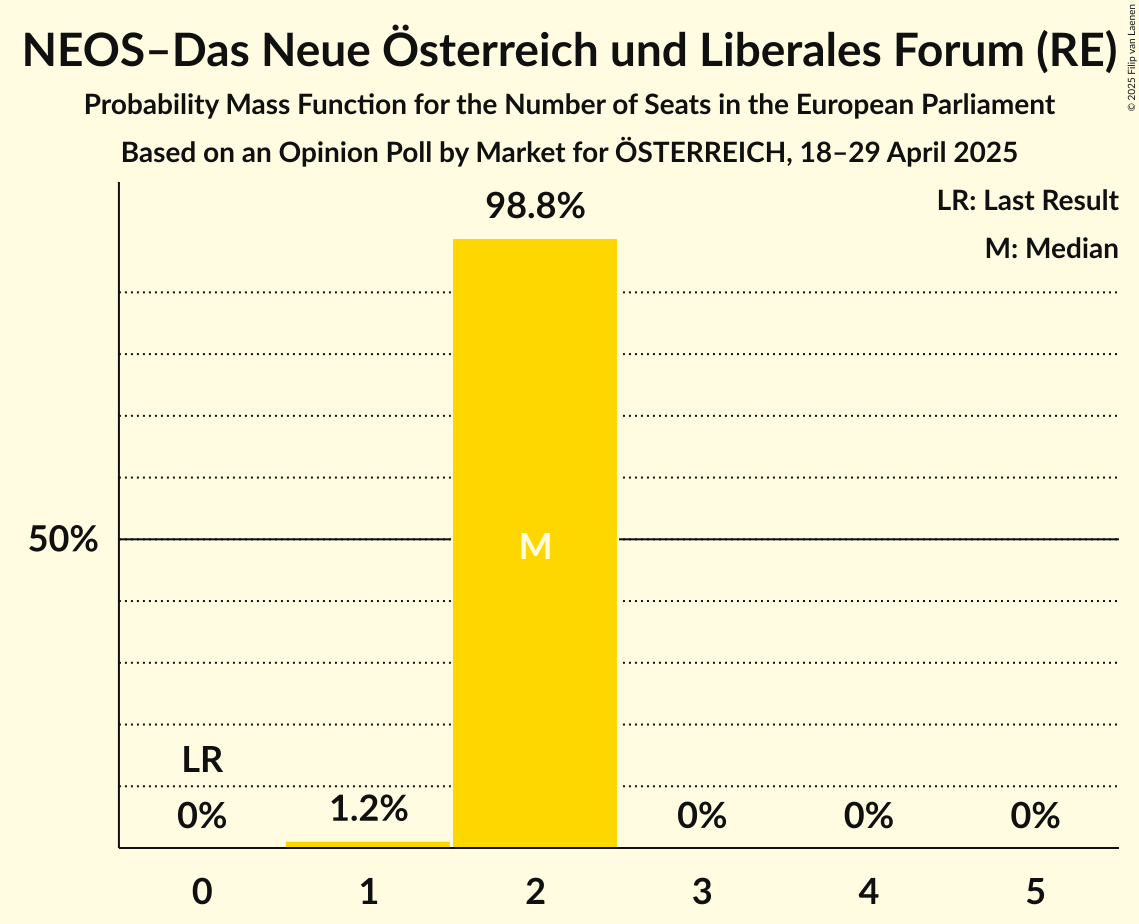 NEOS–Das Neue Österreich und Liberales Forum (RE)
Probability Mass Function for the Number of Seats in the European Parliament
Based on an Opinion Poll by Market for ÖSTERREICH, 18–29 April 2025
© 2025 Filip van Laenen
LR: Last Result
M: Median
98.8%
50%
M
LR
0%
1.2%
0%
0%
0%
0 1 2 3 4 5